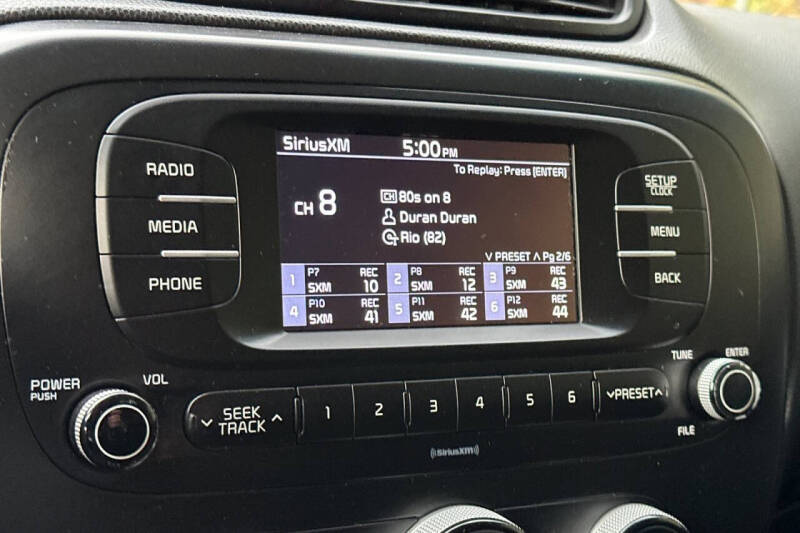 SiriusXM 5:00 PM
To Replay: Press [ENTER]
CH 8
CH 80s on 8
Duran Duran
Rio (82)
∨ PRESET ∧ Pg 2/6
1 P7 REC SXM 10
2 P8 REC SXM 12
3 P9 REC SXM 43
4 P10 REC SXM 41
5 P11 REC SXM 42
6 P12 REC SXM 44
RADIO
MEDIA
PHONE
SETUP
CLOCK
MENU
BACK
POWER
PUSH
VOL
∨ SEEK ∧
TRACK
1 2 3 4 5 6
∨PRESET∧
TUNE
ENTER
FILE
((SiriusXM))